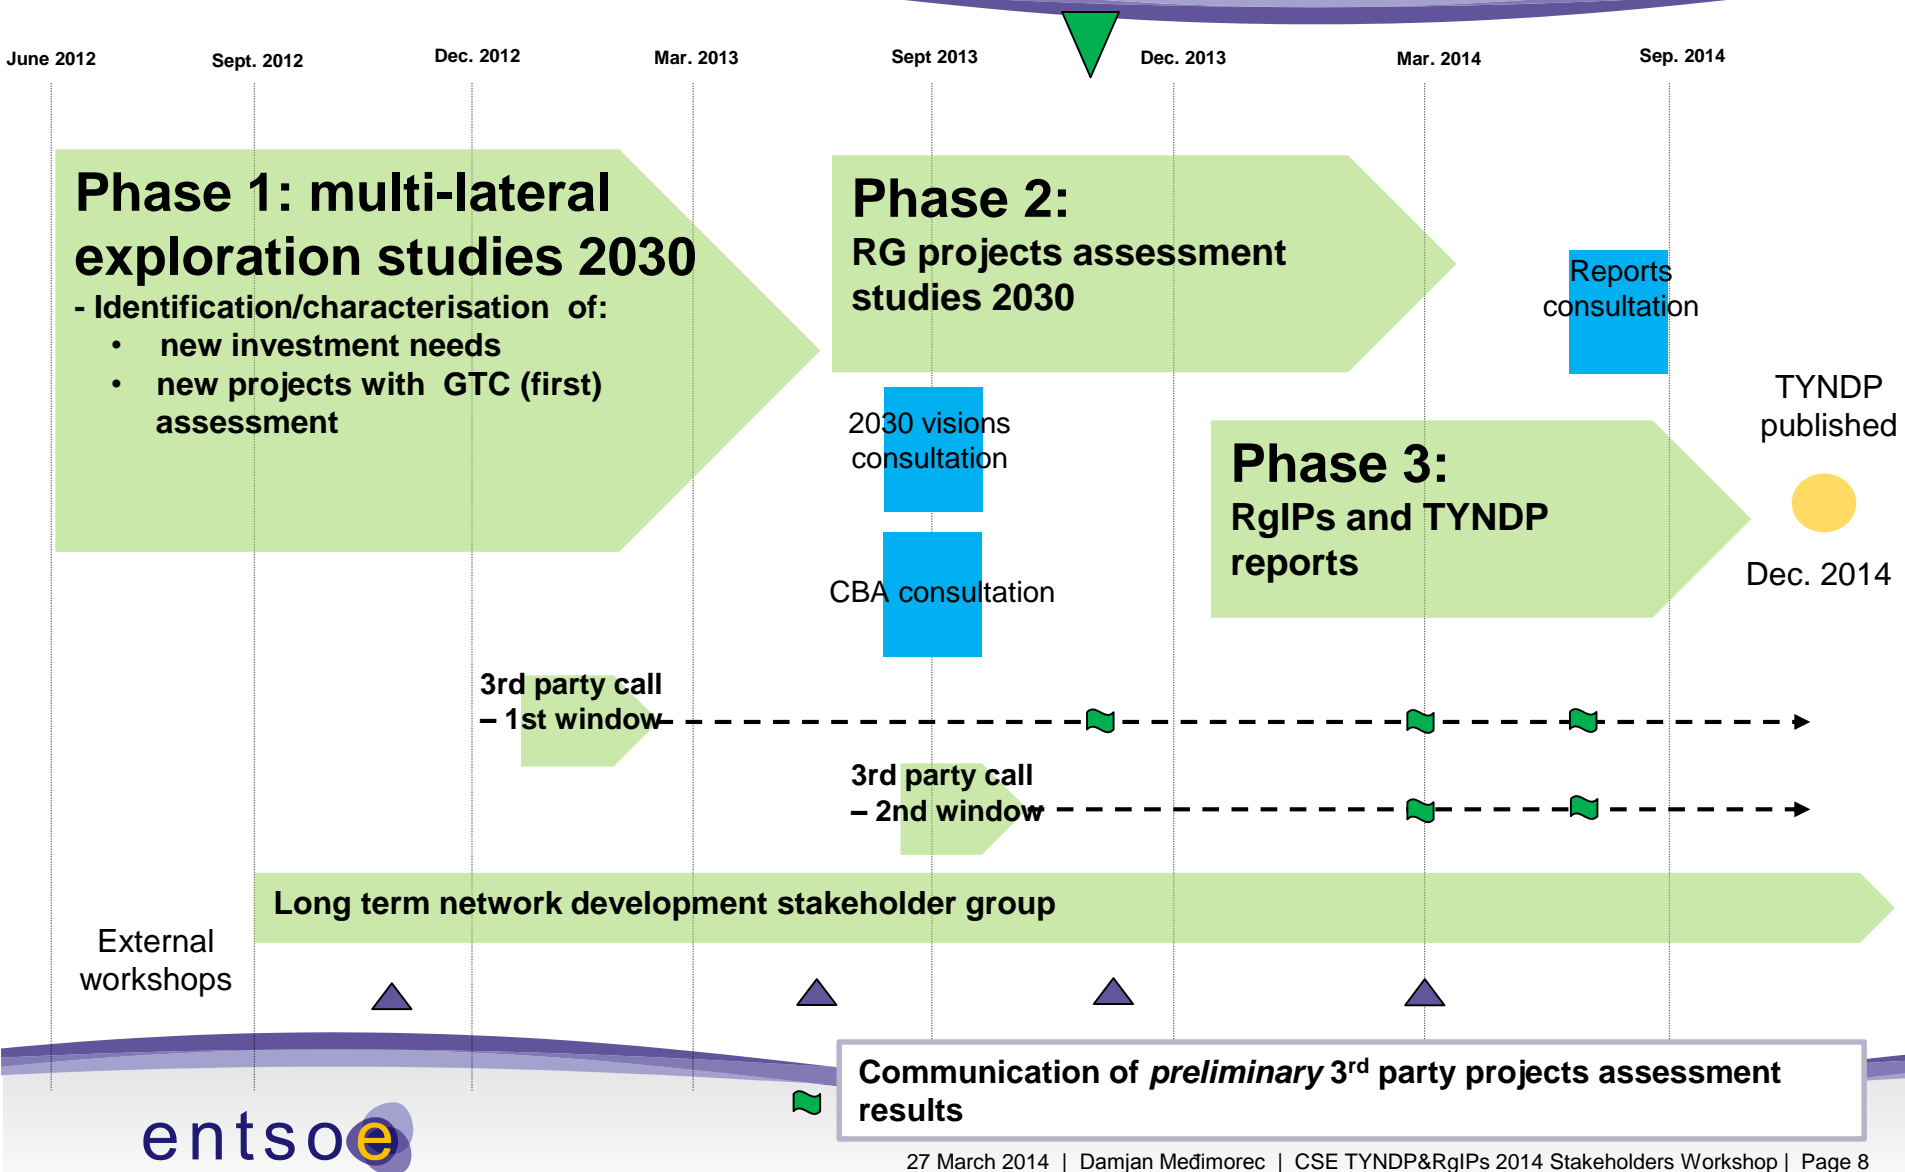 June 2012
Sept. 2012
Dec. 2012
Mar. 2013
Sept 2013
Dec. 2013
Mar. 2014
Sep. 2014
Phase 1: multi-lateral
exploration studies 2030
- Identification/characterisation of:
• new investment needs
• new projects with GTC (first)
assessment
Phase 2:
RG projects assessment
studies 2030
Reports
consultation
2030 visions
consultation
CBA consultation
Phase 3:
RgIPs and TYNDP
reports
TYNDP
published
Dec. 2014
3rd party call
– 1st window
3rd party call
– 2nd window
Long term network development stakeholder group
External
workshops
Communication of preliminary 3rd party projects assessment
results
entsoe
27 March 2014 | Damjan Međimorec | CSE TYNDP&RgIPs 2014 Stakeholders Workshop | Page 8